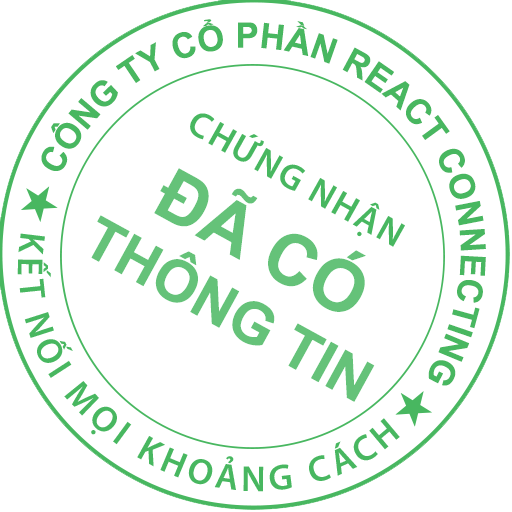 CÔNG TY CỔ PHẦN REACT CONNECTING
CHỨNG NHẬN
ĐÃ CÓ
THÔNG TIN
KẾT NỐI MỌI KHOẢNG CÁCH